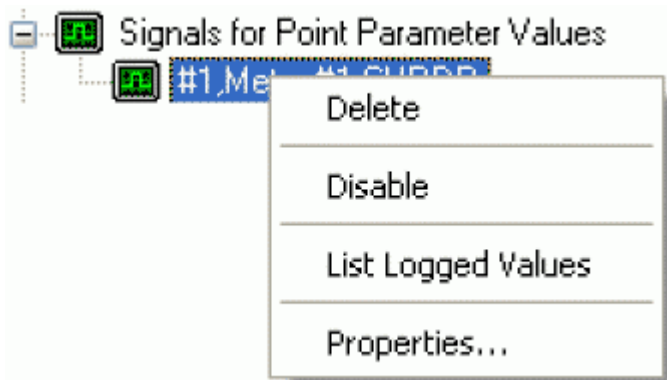 Signals for Point Parameter Values
#1,Me
Delete
Disable
List Logged Values
Properties...